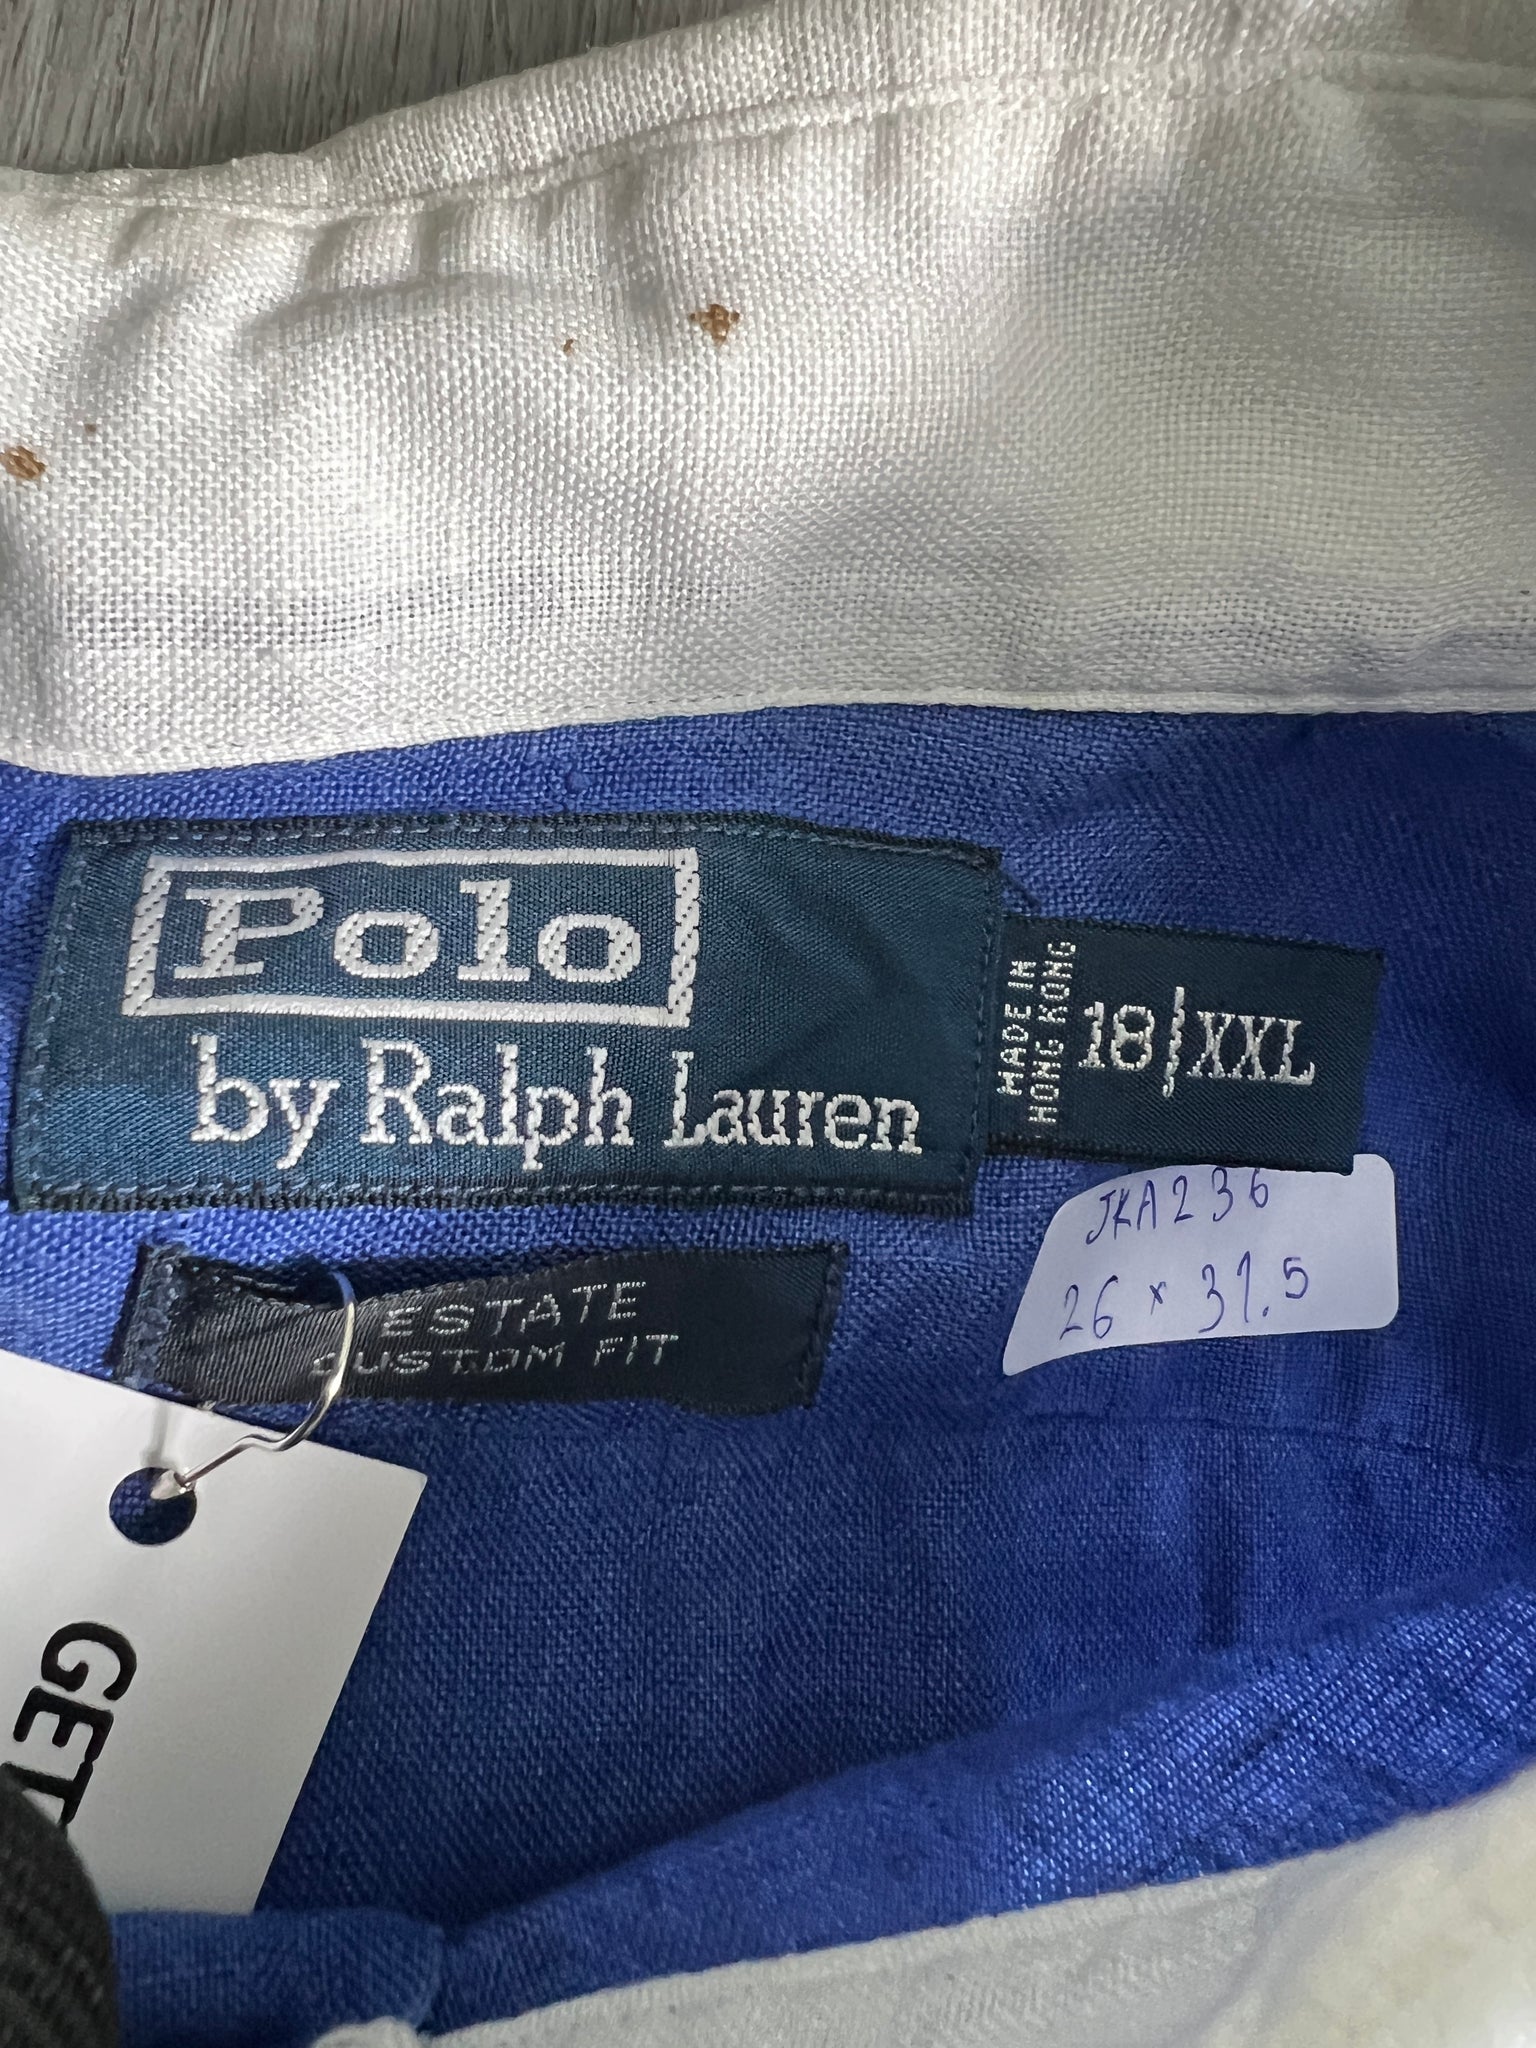 Polo
by Ralph Lauren
MADE IN
HONG KONG
18/XXL
JKA236
26 x 31.5
ESTATE
CUSTOM FIT
GET